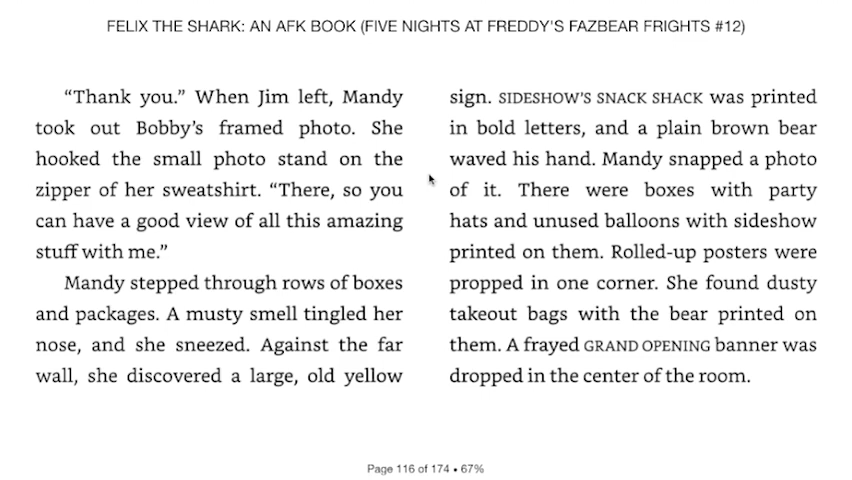 FELIX THE SHARK: AN AFK BOOK (FIVE NIGHTS AT FREDDY'S FAZBEAR FRIGHTS #12)
“Thank you.” When Jim left, Mandy
took out Bobby’s framed photo. She
hooked the small photo stand on the
zipper of her sweatshirt. “There, so you
can have a good view of all this amazing
stuff with me.”
Mandy stepped through rows of boxes
and packages. A musty smell tingled her
nose, and she sneezed. Against the far
wall, she discovered a large, old yellow
sign. SIDESHOW’S SNACK SHACK was printed
in bold letters, and a plain brown bear
waved his hand. Mandy snapped a photo
of it. There were boxes with party
hats and unused balloons with sideshow
printed on them. Rolled-up posters were
propped in one corner. She found dusty
takeout bags with the bear printed on
them. A frayed GRAND OPENING banner was
dropped in the center of the room.
Page 116 of 174 • 67%